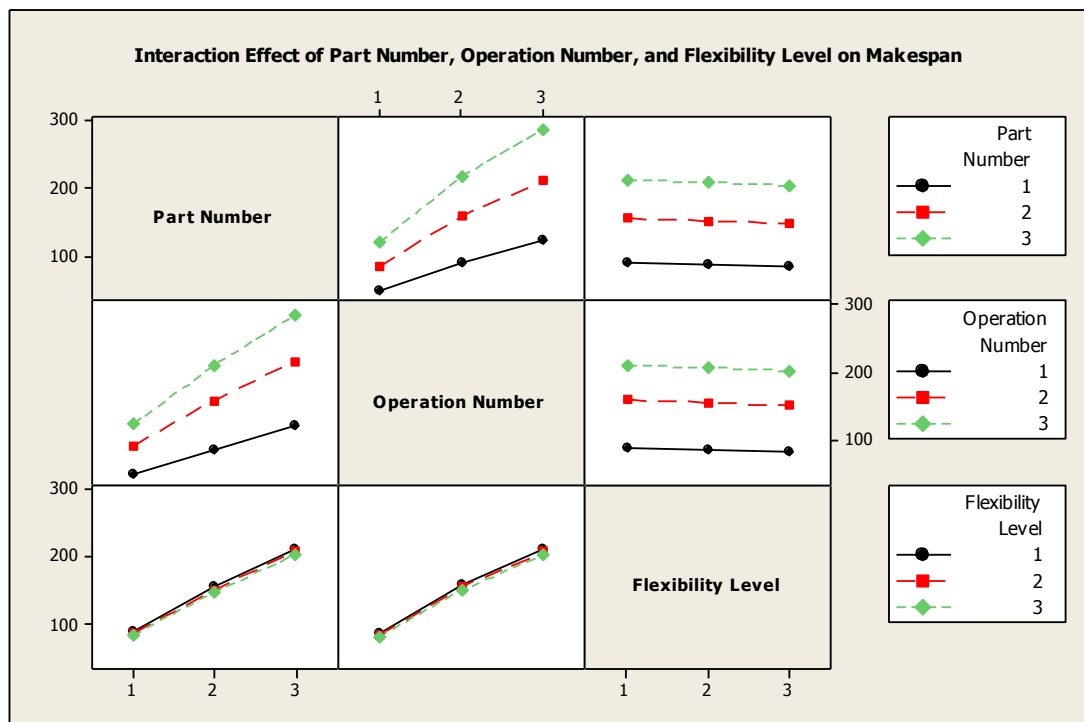 Interaction Effect of Part Number, Operation Number, and Flexibility Level on Makespan
1 2 3
300
200
100
Part Number
Part
Number
1
2
3
300
200
100
Operation Number
Operation
Number
1
2
3
300
200
100
Flexibility Level
Flexibility
Level
1
2
3
1 2 3
1 2 3